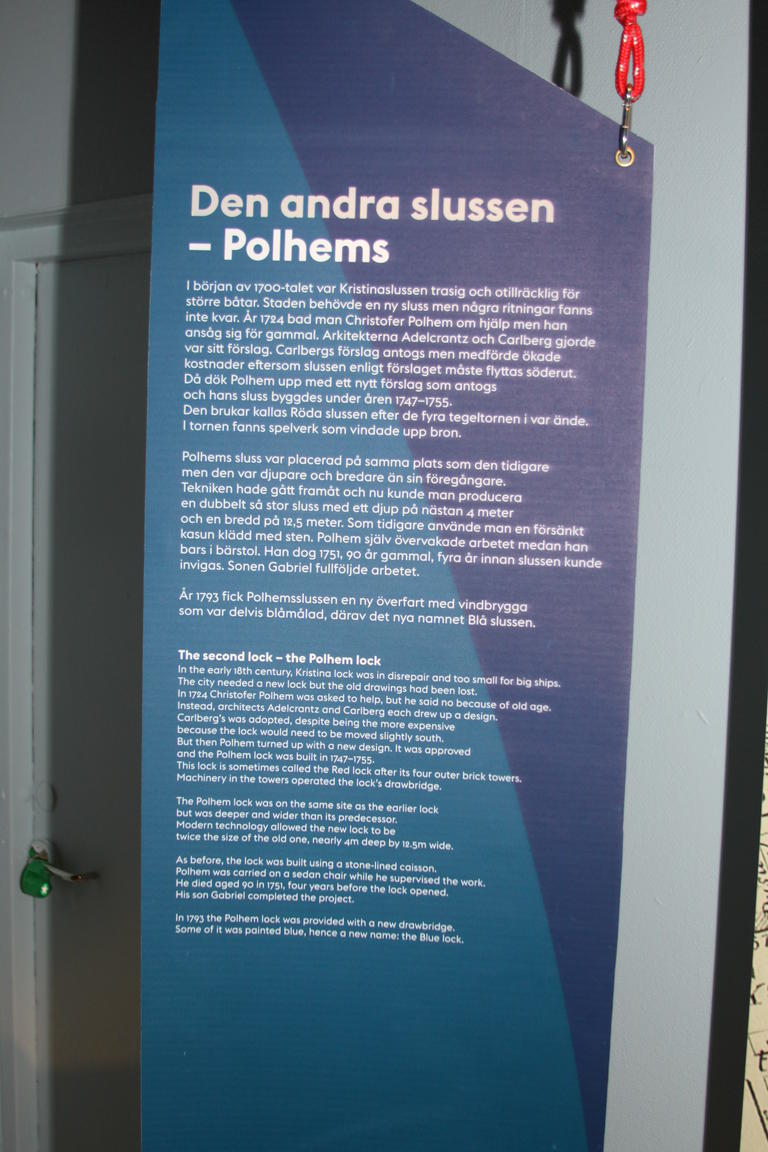 Den andra slussen
– Polhems
I början av 1700-talet var Kristinaslussen trasig och otillräcklig för
större båtar. Staden behövde en ny sluss men några ritningar fanns
inte kvar. År 1724 bad man Christofer Polhem om hjälp men han
ansåg sig för gammal. Arkitekterna Adelcrantz och Carlberg gjorde
var sitt förslag. Carlbergs förslag antogs men medförde ökade
kostnader eftersom slussen enligt förslaget måste flyttas söderut.
Då dök Polhem upp med ett nytt förslag som antogs
och hans sluss byggdes under åren 1747–1755.
Den brukar kallas Röda slussen efter de fyra tegeltornen i var ände.
I tornen fanns spelverk som vindade upp bron.
Polhems sluss var placerad på samma plats som den tidigare
men den var djupare och bredare än sin föregångare.
Tekniken hade gått framåt och nu kunde man producera
en dubbelt så stor sluss med ett djup på nästan 4 meter
och en bredd på 12,5 meter. Som tidigare använde man en försänkt
kasun klädd med sten. Polhem själv övervakade arbetet medan han
bars i bärstol. Han dog 1751, 90 år gammal, fyra år innan slussen kunde
invigas. Sonen Gabriel fullföljde arbetet.
År 1793 fick Polhemsslussen en ny överfart med vindbrygga
som var delvis blåmålad, därav det nya namnet Blå slussen.
The second lock – the Polhem lock
In the early 18th century, Kristina lock was in disrepair and too small for big ships.
The city needed a new lock but the old drawings had been lost.
In 1724 Christofer Polhem was asked to help, but he said no because of old age.
Instead, architects Adelcrantz and Carlberg each drew up a design.
Carlberg's was adopted, despite being the more expensive
because the lock would need to be moved slightly south.
But then Polhem turned up with a new design. It was approved
and the Polhem lock was built in 1747–1755.
This lock is sometimes called the Red lock after its four outer brick towers.
Machinery in the towers operated the lock's drawbridge.
The Polhem lock was on the same site as the earlier lock
but was deeper and wider than its predecessor.
Modern technology allowed the new lock to be
twice the size of the old one, nearly 4m deep by 12.5m wide.
As before, the lock was built using a stone-lined caisson.
Polhem was carried on a sedan chair while he supervised the work.
He died aged 90 in 1751, four years before the lock opened.
His son Gabriel completed the project.
In 1793 the Polhem lock was provided with a new drawbridge.
Some of it was painted blue, hence a new name: the Blue lock.